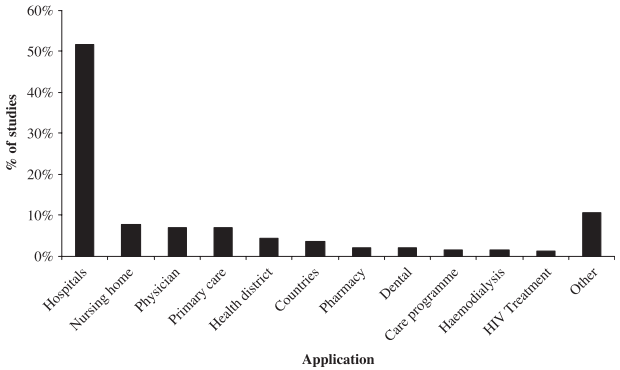 60%
50%
40%
30%
20%
10%
0%
% of studies
Hospitals
Nursing home
Physician
Primary care
Health district
Countries
Pharmacy
Dental
Care programme
Haemodialysis
HIV Treatment
Other
Application